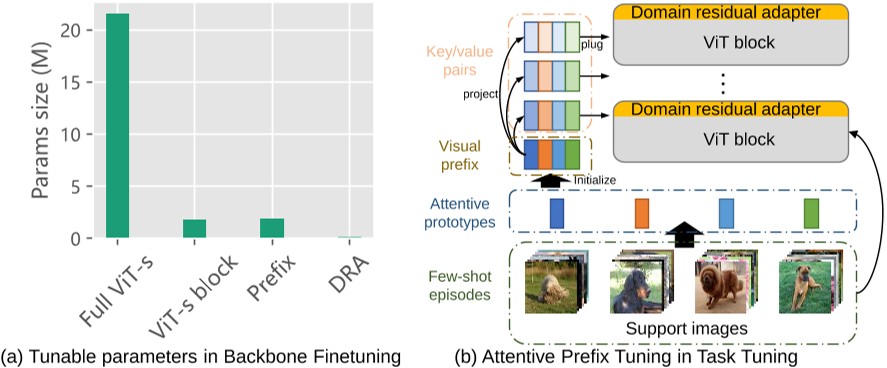 20
15
10
5
0
Params size (M)
Full ViT-s
ViT-s block
Prefix
DRA
(a) Tunable parameters in Backbone Finetuning
Key/value
pairs
project
plug
Domain residual adapter
ViT block
Domain residual adapter
ViT block
Visual
prefix
Initialize
Attentive
prototypes
Few-shot
episodes
Support images
(b) Attentive Prefix Tuning in Task Tuning